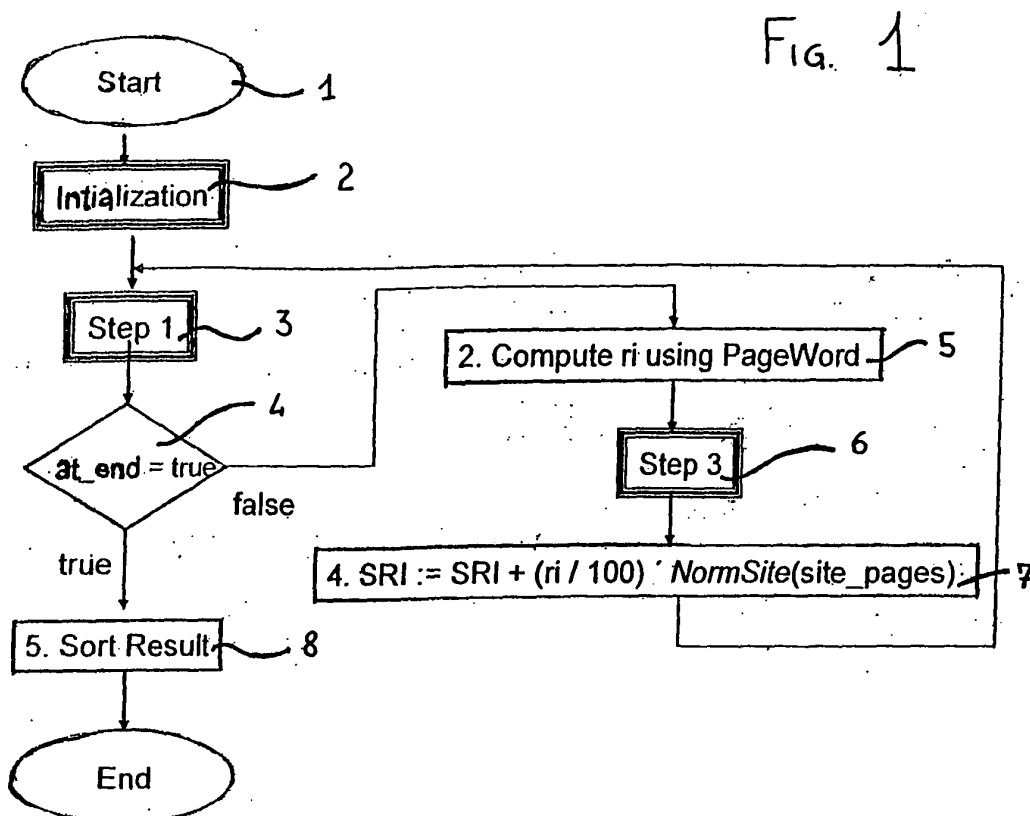 FIG. 1
Start 1
Intialization 2
Step 1 3
at_end = true 4
false
true
2. Compute ri using PageWord 5
Step 3 6
4. SRI := SRI + (ri / 100) ´ NormSite(site_pages) 7
5. Sort Result 8
End